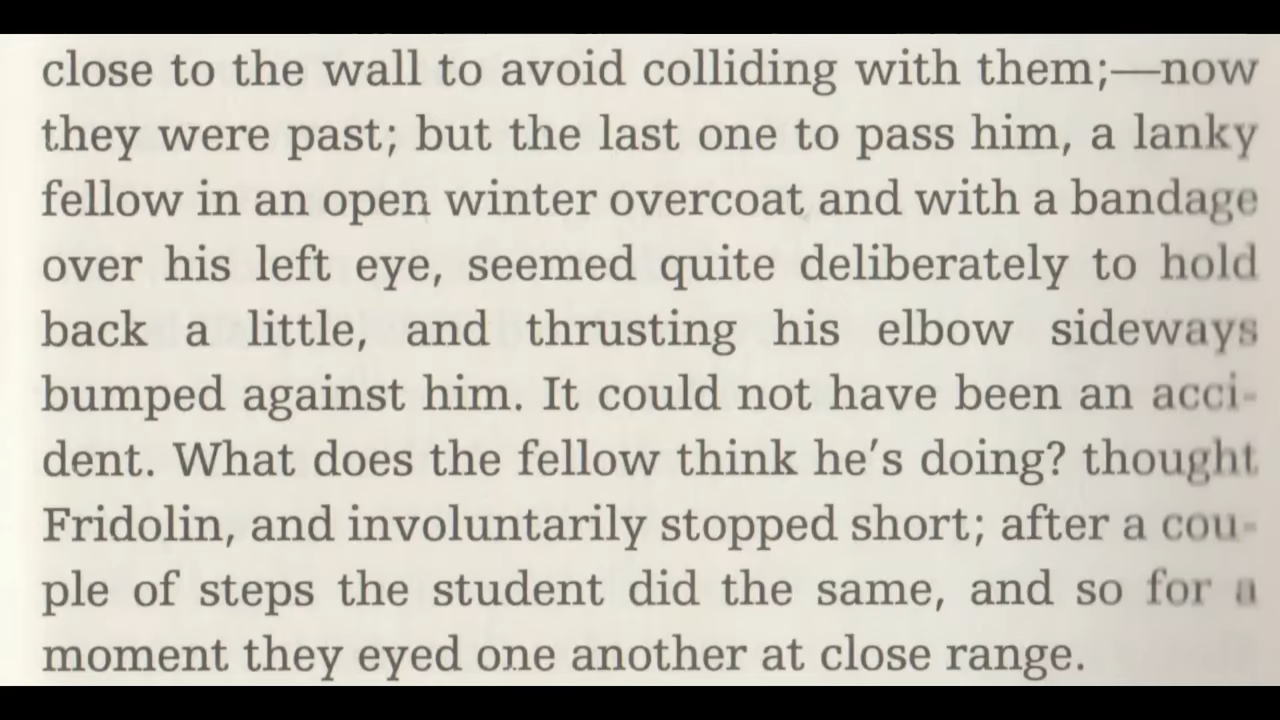 close to the wall to avoid colliding with them;—now
they were past; but the last one to pass him, a lanky
fellow in an open winter overcoat and with a bandage
over his left eye, seemed quite deliberately to hold
back a little, and thrusting his elbow sideways
bumped against him. It could not have been an acci-
dent. What does the fellow think he's doing? thought
Fridolin, and involuntarily stopped short; after a cou-
ple of steps the student did the same, and so for a
moment they eyed one another at close range.